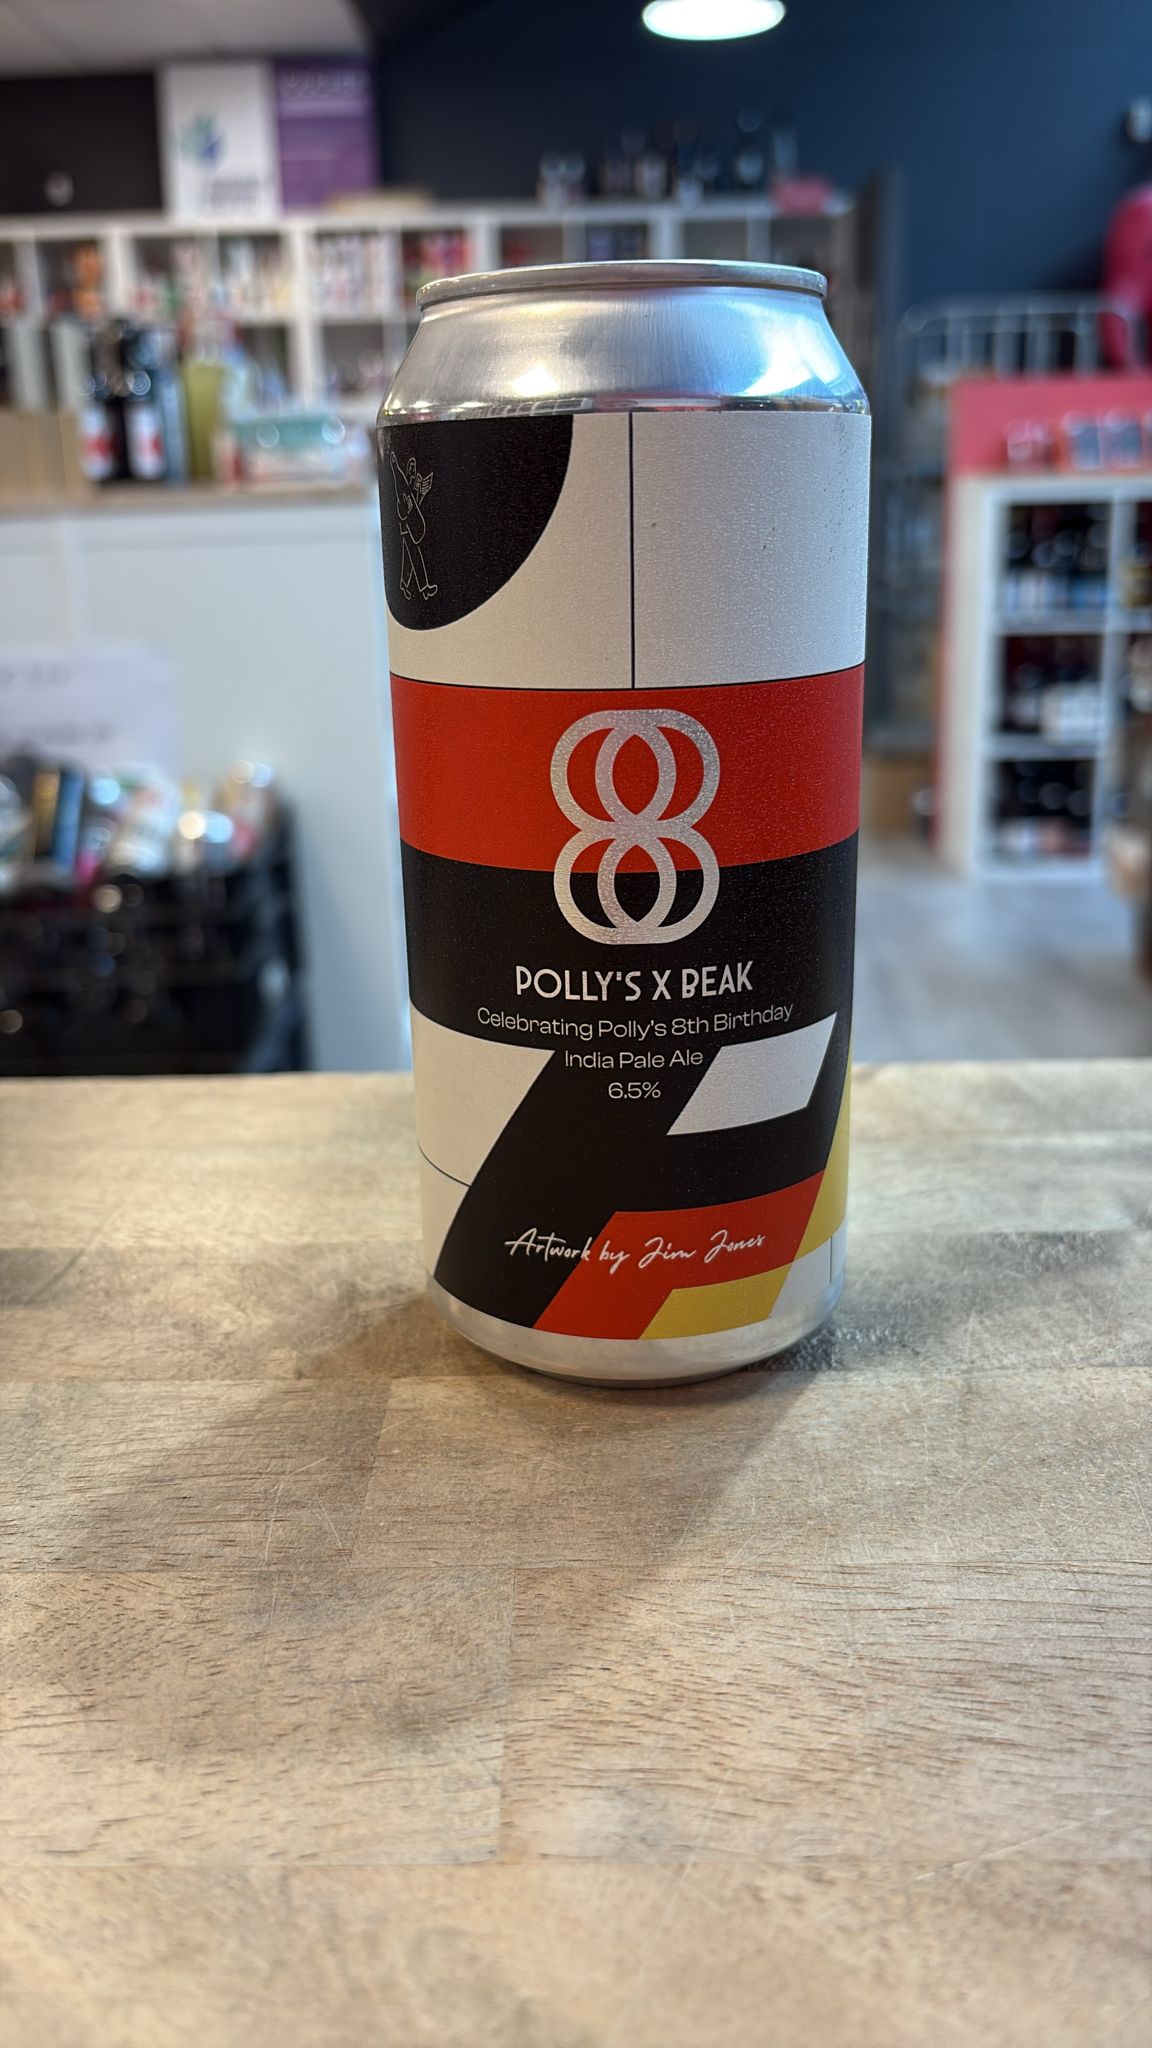 8
POLLY'S X BEAK
Celebrating Polly's 8th Birthday
India Pale Ale
6.5%
Artwork by Jim Jones